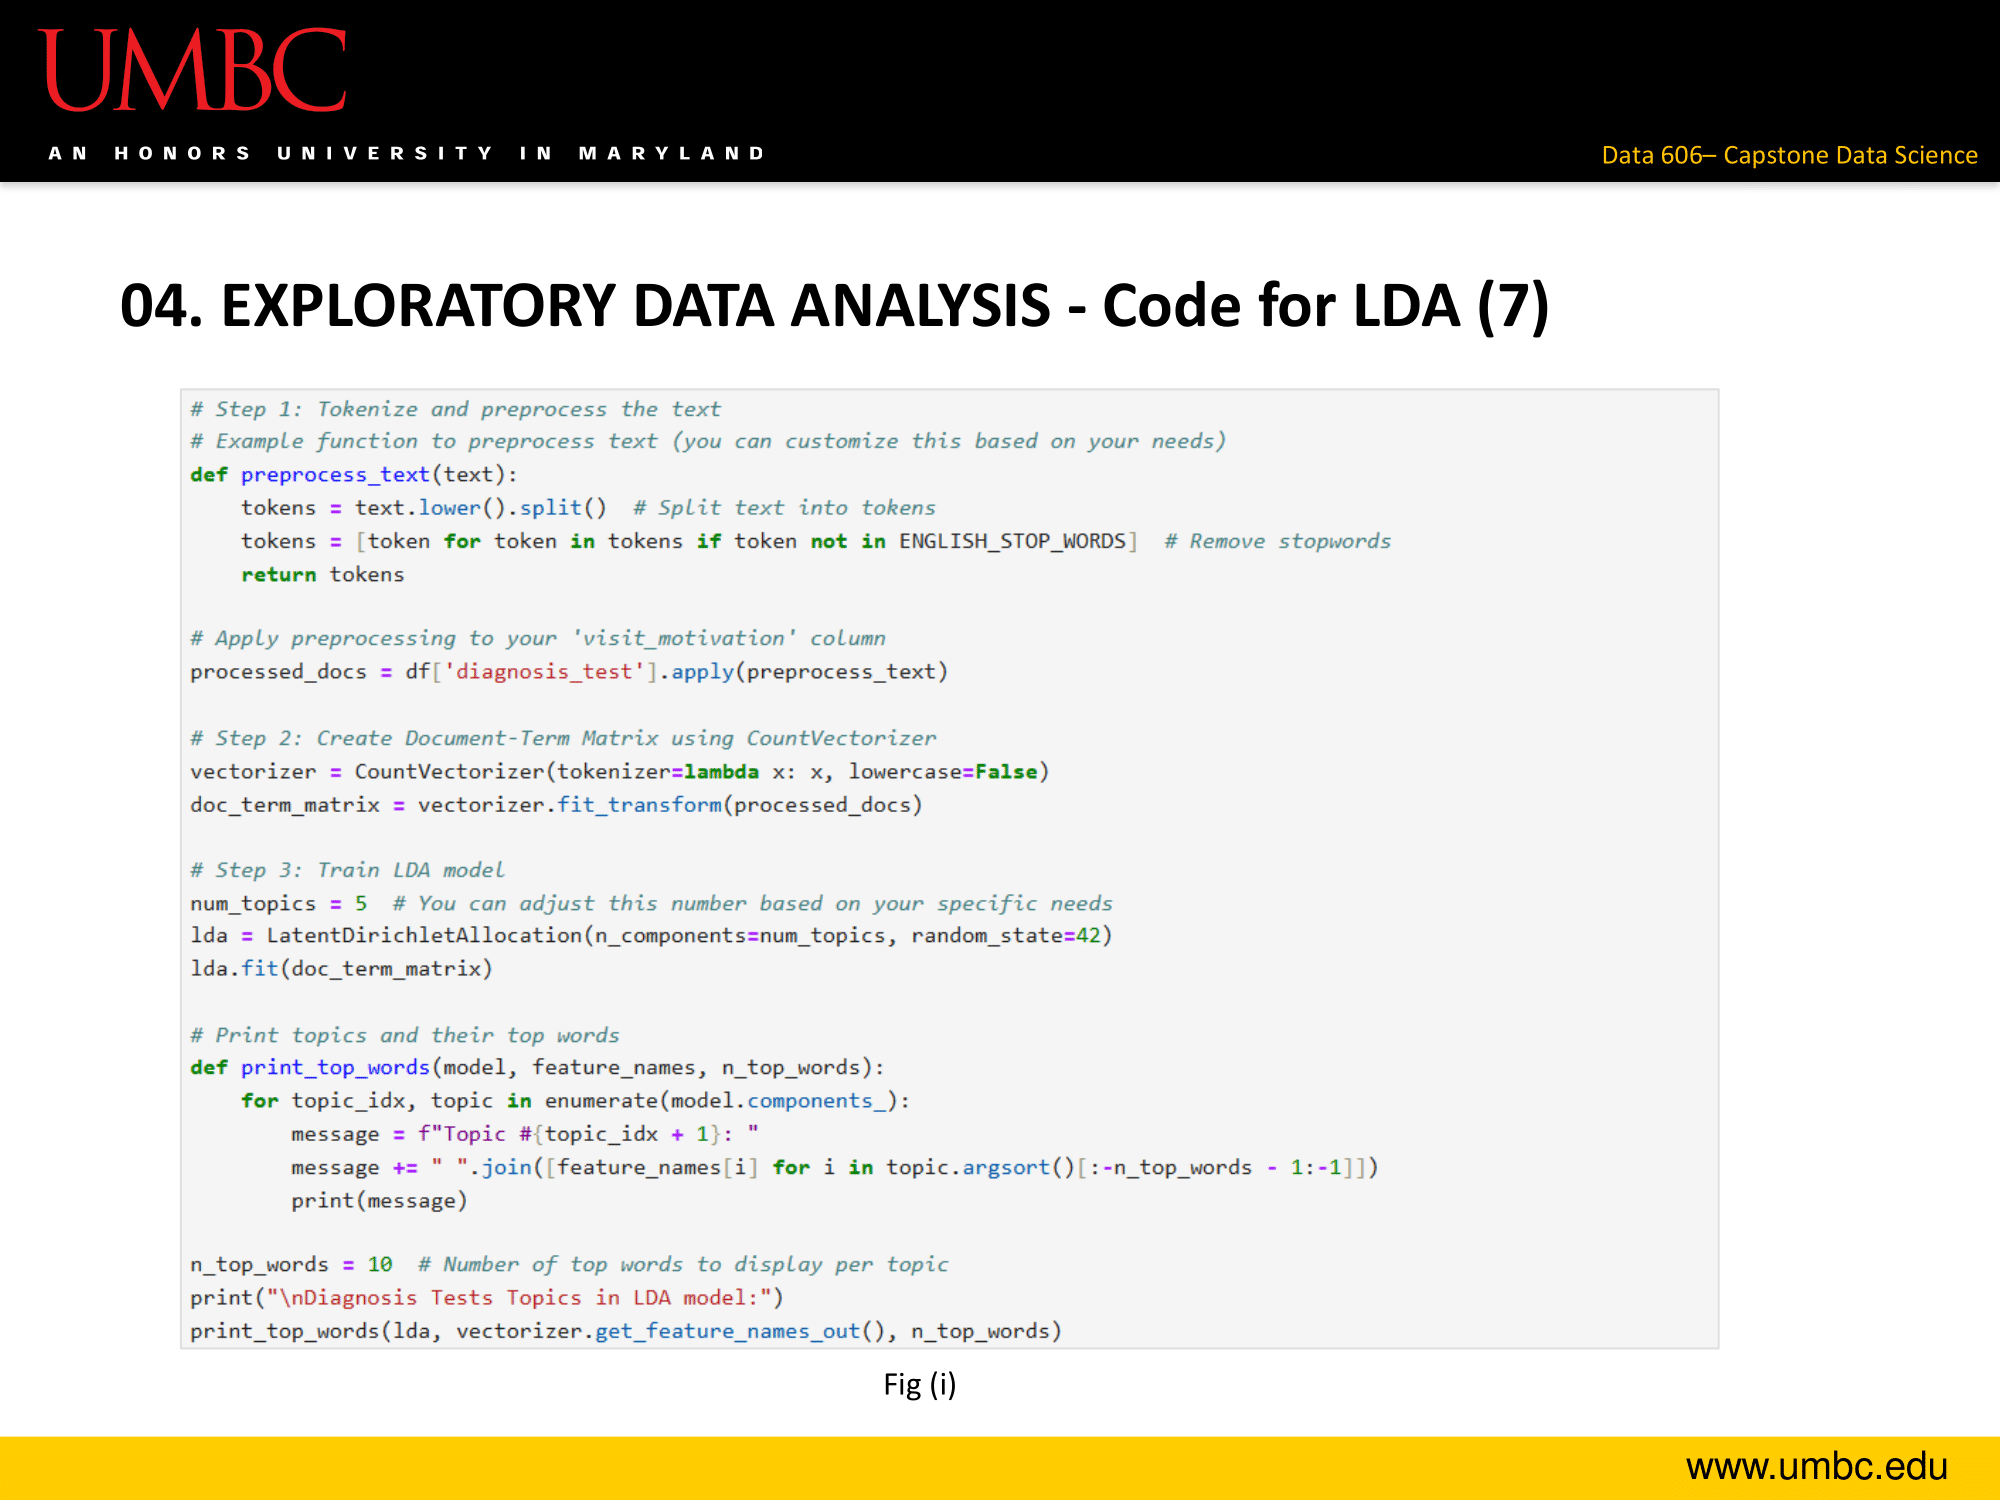 UMBC
AN HONORS UNIVERSITY IN MARYLAND
Data 606– Capstone Data Science
04. EXPLORATORY DATA ANALYSIS - Code for LDA (7)
# Step 1: Tokenize and preprocess the text
# Example function to preprocess text (you can customize this based on your needs)
def preprocess_text(text):
    tokens = text.lower().split()  # Split text into tokens
    tokens = [token for token in tokens if token not in ENGLISH_STOP_WORDS]  # Remove stopwords
    return tokens
# Apply preprocessing to your 'visit_motivation' column
processed_docs = df['diagnosis_test'].apply(preprocess_text)
# Step 2: Create Document-Term Matrix using CountVectorizer
vectorizer = CountVectorizer(tokenizer=lambda x: x, lowercase=False)
doc_term_matrix = vectorizer.fit_transform(processed_docs)
# Step 3: Train LDA model
num_topics = 5  # You can adjust this number based on your specific needs
lda = LatentDirichletAllocation(n_components=num_topics, random_state=42)
lda.fit(doc_term_matrix)
# Print topics and their top words
def print_top_words(model, feature_names, n_top_words):
    for topic_idx, topic in enumerate(model.components_):
        message = f"Topic #{topic_idx + 1}: "
        message += " ".join([feature_names[i] for i in topic.argsort()[:-n_top_words - 1:-1]])
        print(message)
n_top_words = 10  # Number of top words to display per topic
print("\nDiagnosis Tests Topics in LDA model:")
print_top_words(lda, vectorizer.get_feature_names_out(), n_top_words)
Fig (i)
www.umbc.edu